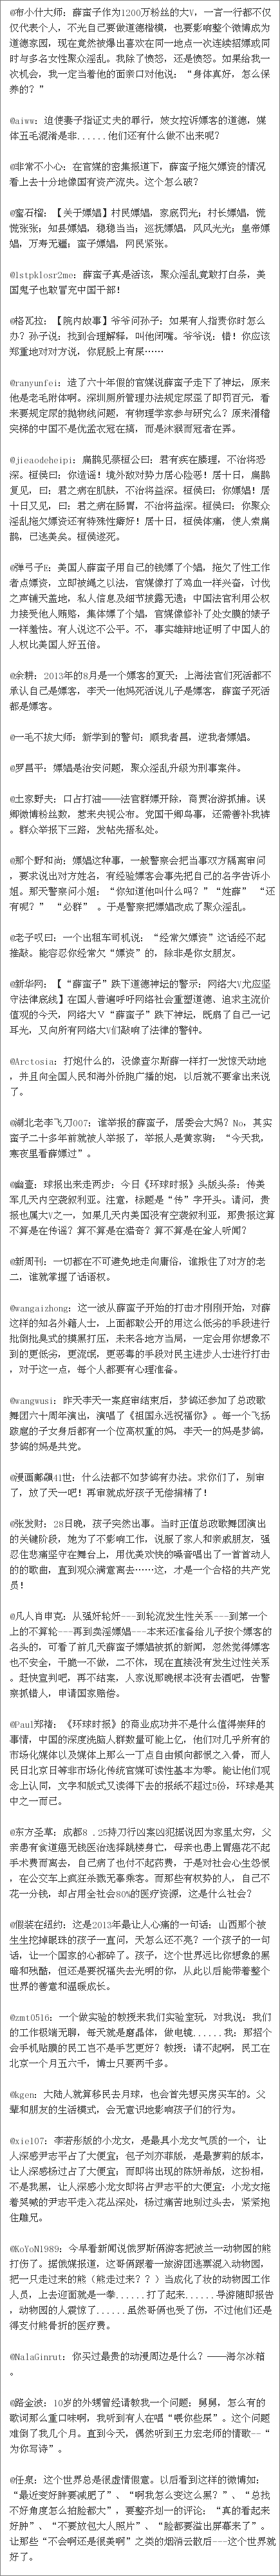 @布小什大师：薛蛮子作为1200万粉丝的大V，一言一行都不仅
仅代表个人，不光自己要做道德楷模，也要影响整个微博成为
道德家园，现在竟然被爆出喜欢在同一地点一次连续招嫖或同
时与多名女性聚众淫乱。我除了愤怒，还是愤怒。如果给我一
次机会，我一定当着他的面亲口对他说：“身真好，怎么保
养的？”
@aiww：迫使妻子指证丈夫的罪行，妓女控诉嫖客的道德，媒
体五毛混淆是非......他们还有什么做不出来呢？
@非常不小心：在官媒的密集报道下，薛蛮子拖欠嫖资的情况
看上去十分地像国有资产流失。这个怎么破？
@蜜石榴：【关于嫖娼】村民嫖娼，家底罚光；村长嫖娼，慌
慌张张；知县嫖娼，稳稳当当；巡抚嫖娼，风风光光；皇帝嫖
娼，万寿无疆；蛮子嫖娼，网民紧张。
@1stpklosr2me：薛蛮子真是活该，聚众淫乱竟敢打白条，美
国鬼子也敢冒充中国干部！
@格瓦拉：【院内故事】爷爷问孙子：如果有人指责你时怎么
办？孙子说：找到合理解释，叫他闭嘴。爷爷说：错！你应该
郑重地对对方说，你屁股上有屎……
@ranyunfei：造了六十年假的官媒说薛蛮子走下了神坛，原来
他是老毛附体啊。深圳厕所管理办法规定尿歪了即罚百元，看
来要规定尿的抛物线问题，有物理学家参与研究么？原来滑稽
突梯的中国不是优孟衣冠在搞，而是沐猴而冠者在弄。
@jieaodeheipi：扁鹊见蔡桓公曰：君有疾在腠理，不治将恐
深。桓侯曰：你造谣！境外敌对势力居心险恶！居十日，扁鹊
复见，曰：君之病在肌肤，不治将益深。桓侯曰：你嫖娼！居
十日又见，曰：君之病在肠胃，不治将益深。桓侯曰：你聚众
淫乱拖欠嫖资还有特殊性癖好！居十日，桓侯体痛，使人索扁
鹊，已逃美矣。桓侯遂死。
@弹弓子E：美国人薛蛮子用自己的钱嫖了个娼，拖欠了性工作
者点嫖资，立即被绳之以法，官媒像打了鸡血一样兴奋，讨伐
之声铺天盖地，私人信息及细节披露无遗；中国法官利用公权
力接受他人贿赂，集体嫖了个娼，官媒像修补了处女膜的婊子
一样羞怯。有人说这不公平。不，事实雄辩地证明了中国人的
人权比美国人好五倍。
@余耕：2013年的8月是一个嫖客的夏天：上海法官们死活都不
承认自己是嫖客，李天一他妈死活说儿子是嫖客，薛蛮子死活
都是嫖客。
@一毛不拔大师：新学到的警句：顺我者昌，逆我者嫖娼。
@罗昌平：嫖娼是治安问题，聚众淫乱升级为刑事案件。
@土家野夫：口占打油——法官群嫖开除，商贾冶游抓捕。误
卿微博粉丝数，惹来央视公布。党国干卿鸟事，还需善补我裤
。群众举报下三路，发帖先捂私处。
@那个野和尚：嫖娼这种事，一般警察会把当事双方隔离审问
，要求说出对方姓名，有经验嫖客会事先把自己的名字告诉小
姐。那天警察问小姐：“你知道他叫什么吗？”“姓薛” “还
有呢？” “必群” 。于是警察把嫖娼改成了聚众淫乱。
@老子叹曰：一个出租车司机说：“经常欠嫖资”这话经不起
推敲。能容忍你经常欠“嫖资”的，除非是你女朋友。
@新华网：【“薛蛮子”跌下道德神坛的警示：网络大V尤应坚
守法律底线】在国人普遍呼吁网络社会重塑道德、追求主流价
值观的今天，网络大V“薛蛮子”跌下神坛，既扇了自己一记
耳光，又向所有网络大V们敲响了法律的警钟。
@Arctosia：打炮什么的，没像查尔斯薛一样打一发惊天动地
，并且向全国人民和海外侨胞广播的炮，以后就不要拿出来说
了。
@湖北老李飞刀007：谁举报的薛蛮子，居委会大妈？No，其实
蛮子二十多年前就被人举报了，举报人是黄家驹：“今天我，
寒夜里看薛嫖过”。
@幽壹：球报出来走两步：今日《环球时报》头版头条：传美
军几天内空袭叙利亚。注意，标题是“传”字开头。请问，贵
报也属大V之一，如果几天内美国没有空袭叙利亚，那贵报这算
不算是在传谣？算不算是在猎奇？算不算是在耸人听闻？
@新周刊：一切都在不可避免地走向庸俗，谁揪住了对方的老
二，谁就掌握了话语权。
@wangaizhong：这一波从薛蛮子开始的打击才刚刚开始，对薛
这样的知名外籍人士，上面都敢公开的用这么低劣的手段进行
批倒批臭式的摸黑打压，未来各地方当局，一定会用你想象不
到的更低劣，更流氓，更恶毒的手段对民主进步人士进行打击
，对于这一点，每个人都要有心理准备。
@wangwusi：昨天李天一案庭审结束后，梦鸽还参加了总政歌
舞团六十周年演出，演唱了《祖国永远祝福你》。每一个飞扬
跋扈的子女身后都有一个位高权重的妈，李天一的妈是梦鸽，
梦鸽的妈是共党。
@漫画郦飙41世：什么法都不如梦鸽有办法。求你们了，别审
了，放了天一吧！再审就成好孩子无偿捐精了！
@张发财：28日晚，孩子突然出事。当时正值总政歌舞团演出
的关键阶段，她为了不影响工作，说服了家人和亲戚朋友，强
忍住悲痛坚守在舞台上，用优美欢快的嗓音唱出了一首首动人
的的歌曲，直到观众满意离去……这，才是一个合格的共产党
员！
@凡人肖申克：从强奸轮奸---到轮流发生性关系---到第一个
上的不算轮---再到卖淫嫖娼---本来还准备给儿子按个嫖客的
名头的，可看了前几天薛蛮子嫖娼被抓的新闻，忽然觉得嫖客
也不安全，干脆一不做，二不休，现在直接没有发生过性关系
。赶快宣判吧，再不结案，人家说那晚根本没有去酒吧，告警
察抓错人，申请国家赔偿。
@Paul郑褚：《环球时报》的商业成功并不是什么值得崇拜的
事情，中国的深度洗脑人群数量可能上亿，他们对几乎所有的
市场化媒体以及媒体上那么一丁点自由倾向都恨之入骨，而人
民日北京日等非市场化传统官媒可读性基本为零。能让他们观
念上认同，文字和版式又读得下去的报纸不超过5份，环球是其
中之一而已。
@东方圣草：成都8．25持刀行凶案凶犯据说因为家里太穷，父
亲患有食道癌无钱医治选择跳楼身亡，母亲也患上胃癌花不起
手术费而离去，自己病了也付不起药费，于是对社会心生怨恨
，在公交车上疯狂杀戮无辜乘客。而那些有权势的人，自己不
花一分钱，却占用全社会80%的医疗资源，这是什么社会？
@假装在纽约：这是2013年最让人心痛的一句话：山西那个被
生生挖掉眼珠的孩子一直问，天怎么还不亮？一个孩子的一句
话，让一个国家的心都碎了。孩子，这个世界远比你想象的黑
暗和残酷，但还是要祝福失去光明的你，从此以后能带着整个
世界的善意和温暖成长。
@zmt0516：一个做实验的教授来我们实验室玩，对我说：我们
的工作极端无聊，每天就是磨晶体，做电镜......我：那招个
会手机贴膜的民工岂不是手艺更好？教授：请不起啊，民工在
北京一个月五六千，博士只要两千多。
@kgen：大陆人就算移民去月球，也会首先想买房买车的。父
辈和朋友的生活模式，会无意识地影响孩子们的行为。
@xie107：李若彤版的小龙女，是最具小龙女气质的一个，让
人深感尹志平占了大便宜；包子刘亦菲版，是最萝莉的版本，
让人深感杨过占了大便宜；而即将出现的陈妍希版，这扮相，
不是我黑，让人深感小龙女即将占尹志平的大便宜：小龙女拖
着哭喊的尹志平走入花丛深处，杨过痛苦地别过头去，紧紧抱
住雕兄。
@KoYoN1989：今早看新闻说俄罗斯俩游客把波兰一动物园的熊
打伤了。据俄媒报道，这哥俩跟着一旅游团逃票混入动物园，
把一只走过来的熊（熊走过来？？）当成化了妆的动物园工作
人员，上去迎面就是一拳......打了起来......导游随即报告
，动物园的人震惊了......虽然哥俩也受了伤，不过他们还是
得支付熊骨折的医疗费。
@NalaGinrut：你买过最贵的动漫周边是什么？——海尔冰箱
。
@路金波：10岁的外甥曾经请教我一个问题：舅舅，怎么有的
歌词那么重口味啊，我听到有人在唱“喂你吃屎”。这个问题
难倒了我几个月。直到今天，偶然听到王力宏老师的情歌--“
为你写诗”。
@任泉：这个世界总是很虚情假意。以后看到这样的微博如：
“最近变好胖要减肥了”、“啊我怎么变这么黑？”、“总找
不好角度怎么拍脸都大”，要整齐划一的评论：“真的看起来
好肿”、“不要放包大人照片”、“脸都要溢出屏幕来了”。
让那些“不会啊还是很美啊”之类的烟消云散后---这个世界就
好了。